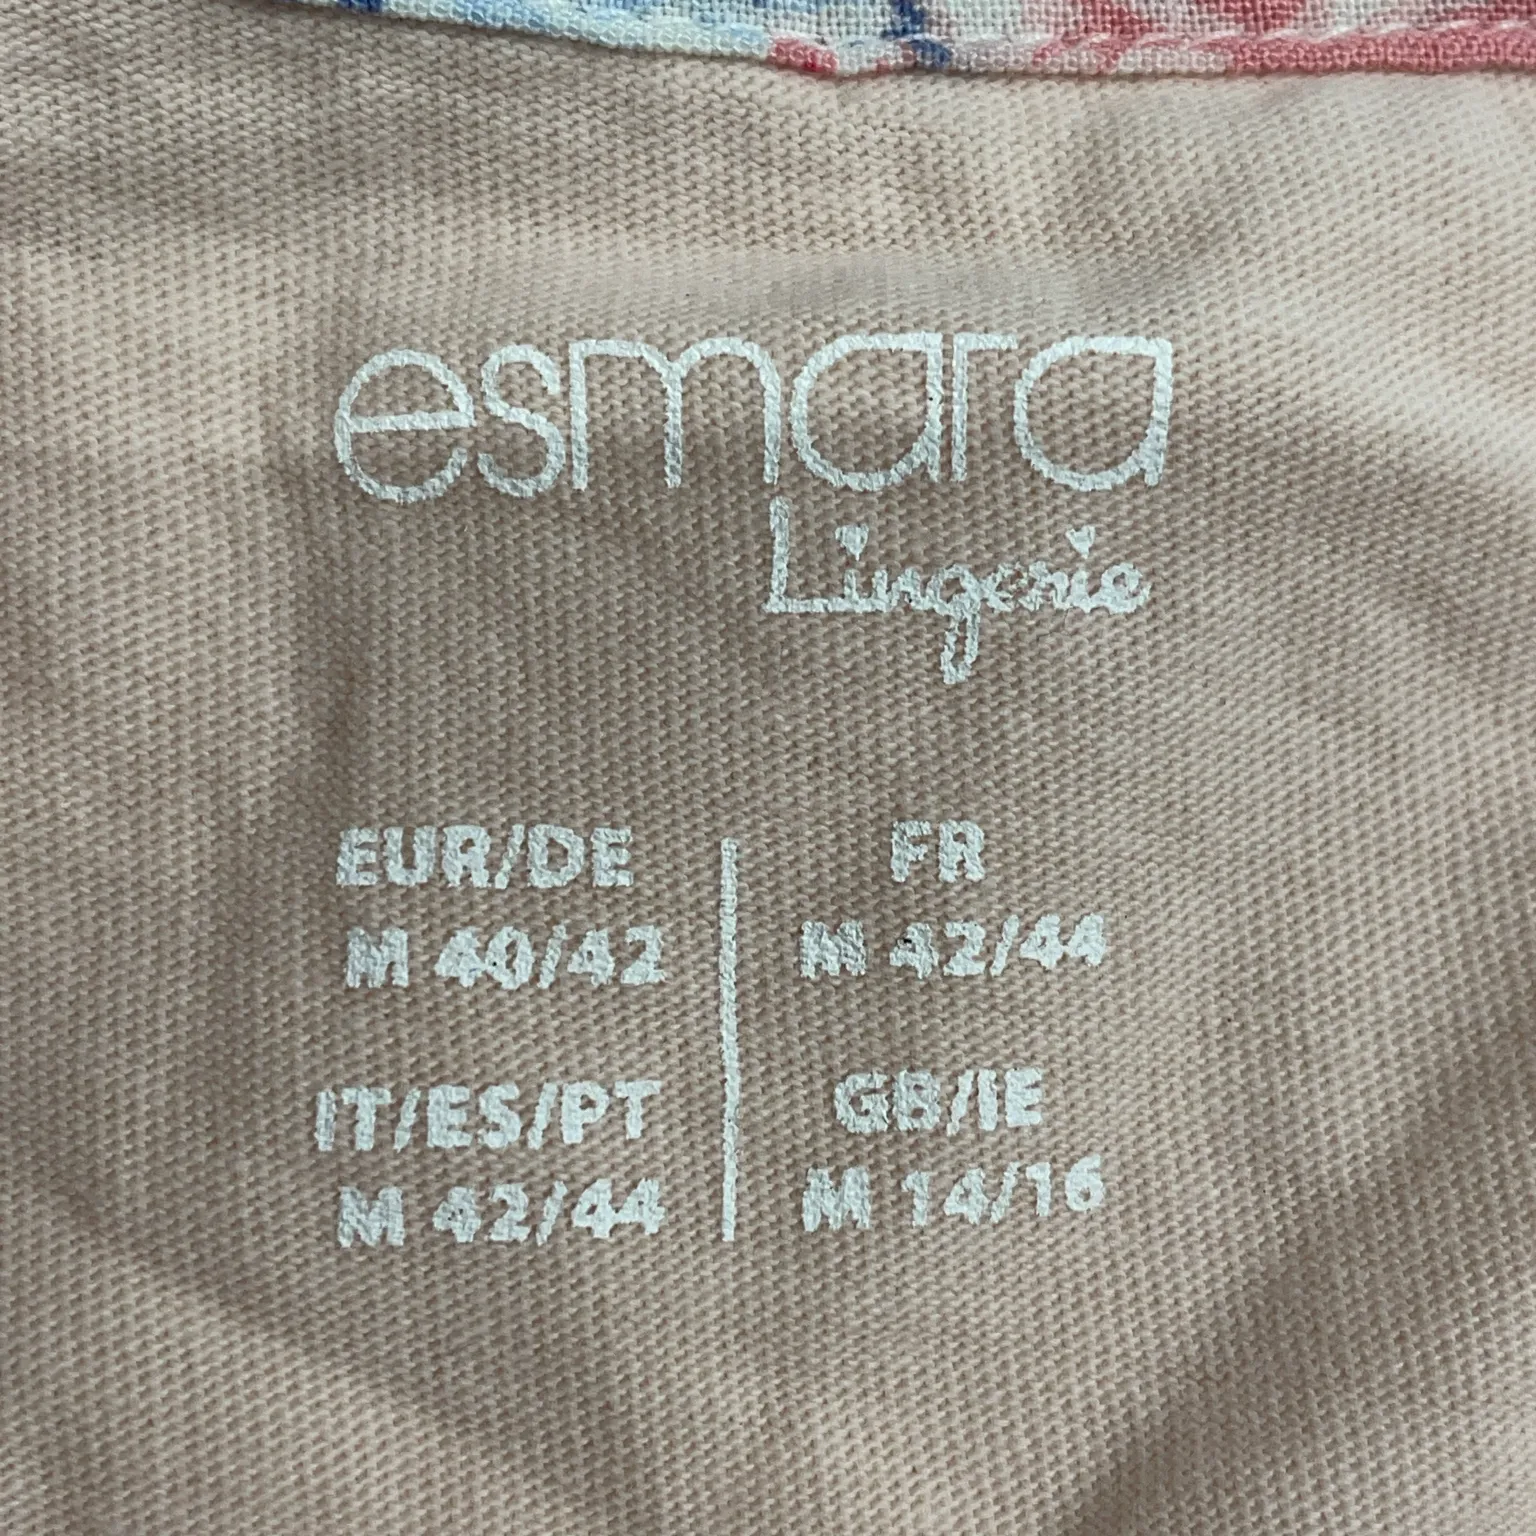 esmara
Lingerie
EUR/DE
M 40/42
FR
M 42/44
IT/ES/PT
M 42/44
GB/IE
M 14/16